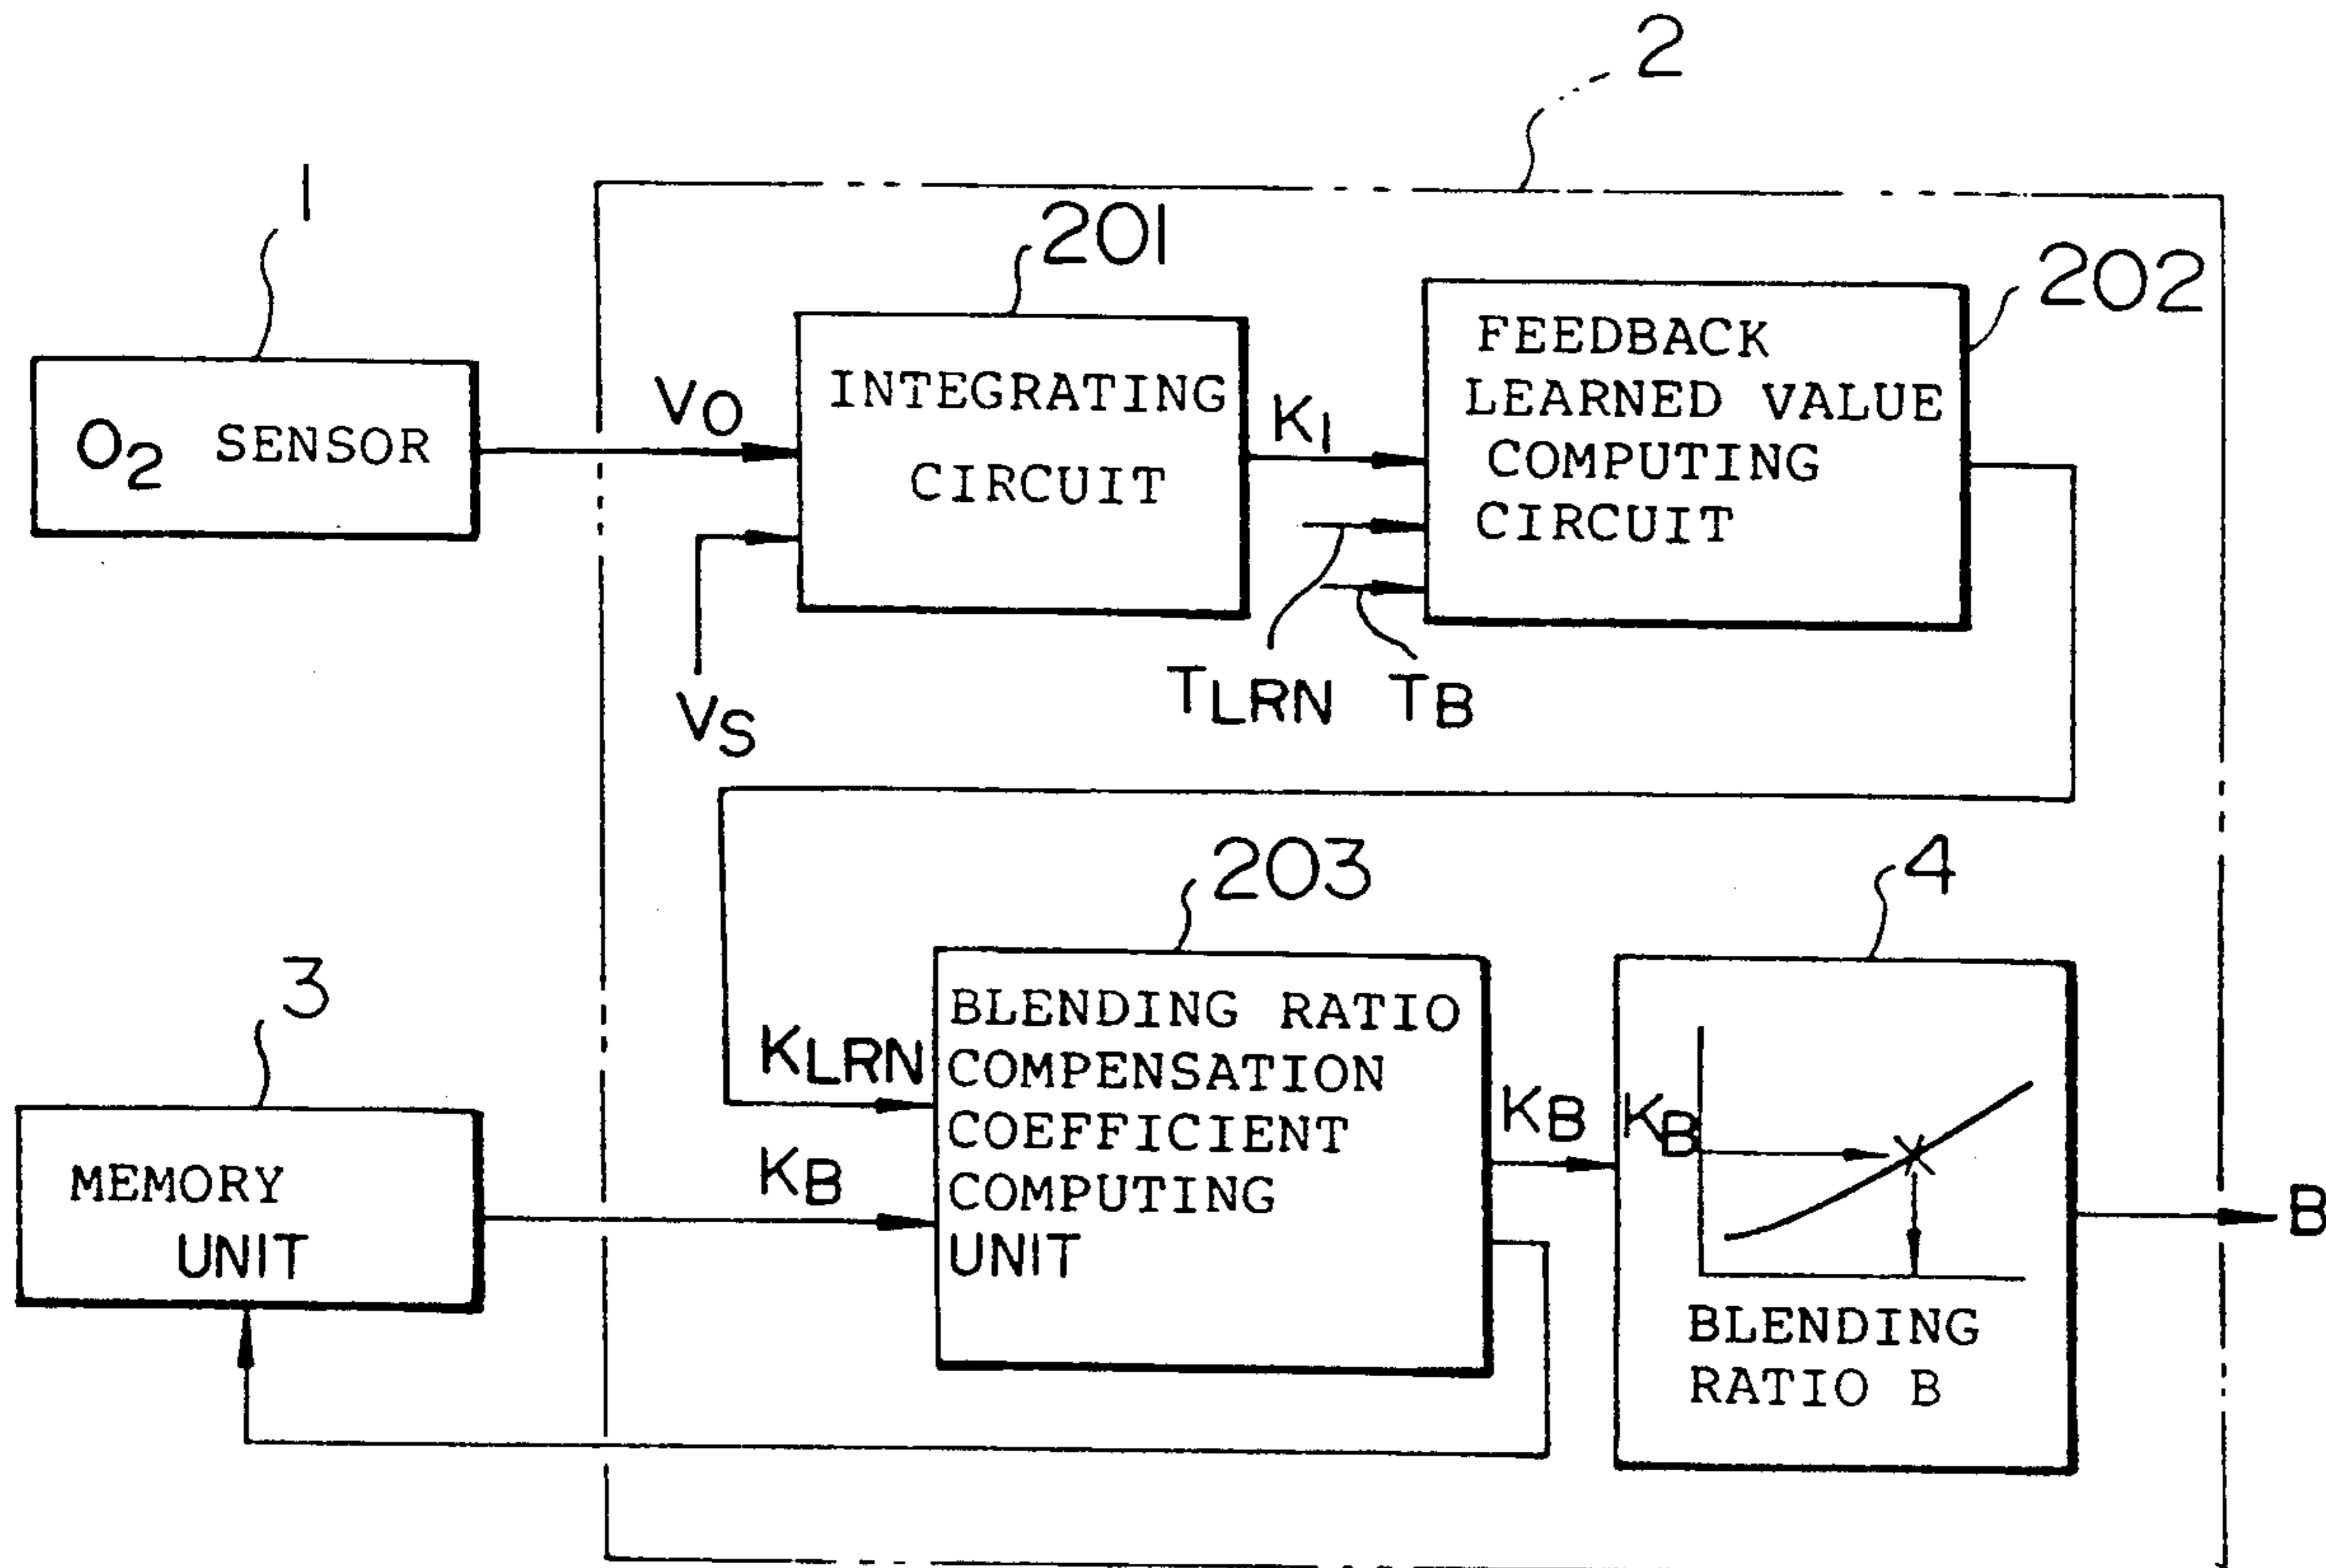 2
1
201
202
O2 SENSOR
VO
INTEGRATING
CIRCUIT
KI
FEEDBACK
LEARNED VALUE
COMPUTING
CIRCUIT
VS
TLRN
TB
203
4
3
MEMORY
UNIT
KLRN
KB
BLENDING RATIO
COMPENSATION
COEFFICIENT
COMPUTING
UNIT
KB
KB
BLENDING
RATIO B
B